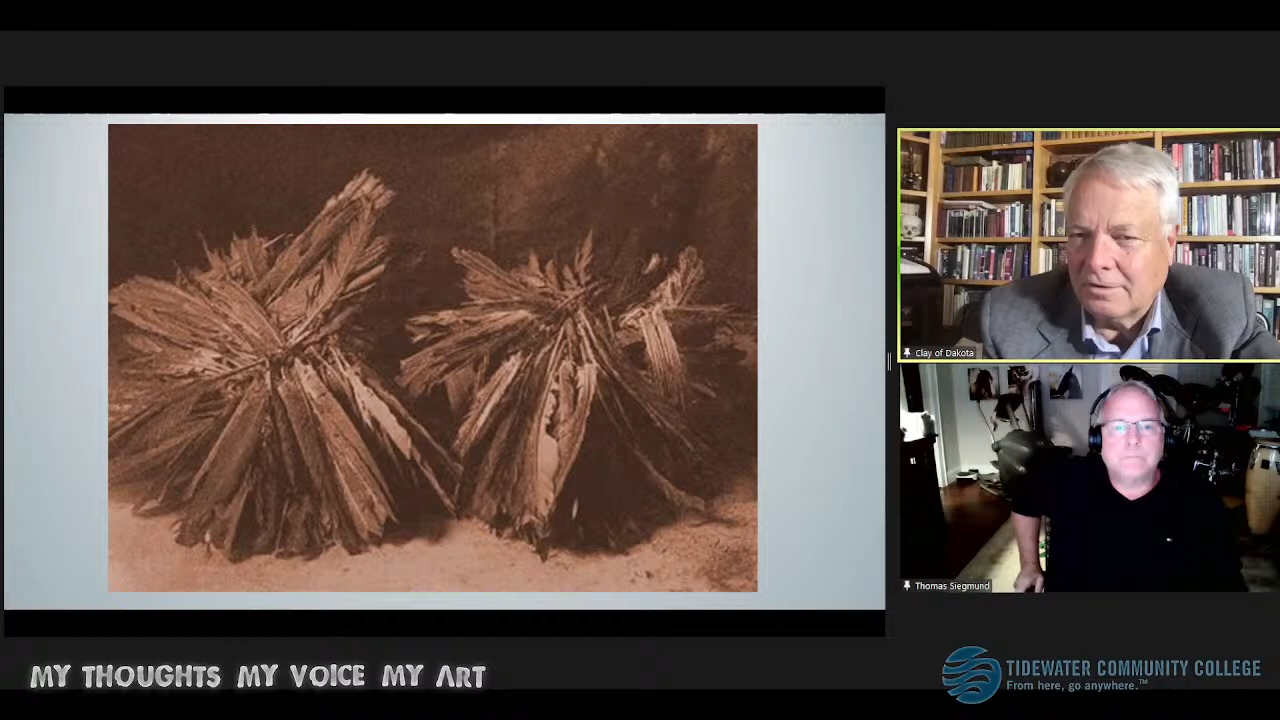 Clay of Dakota
Thomas Siegmund
MY THOUGHTS MY VOICE MY ART
TIDEWATER COMMUNITY COLLEGE
From here, go anywhere.™